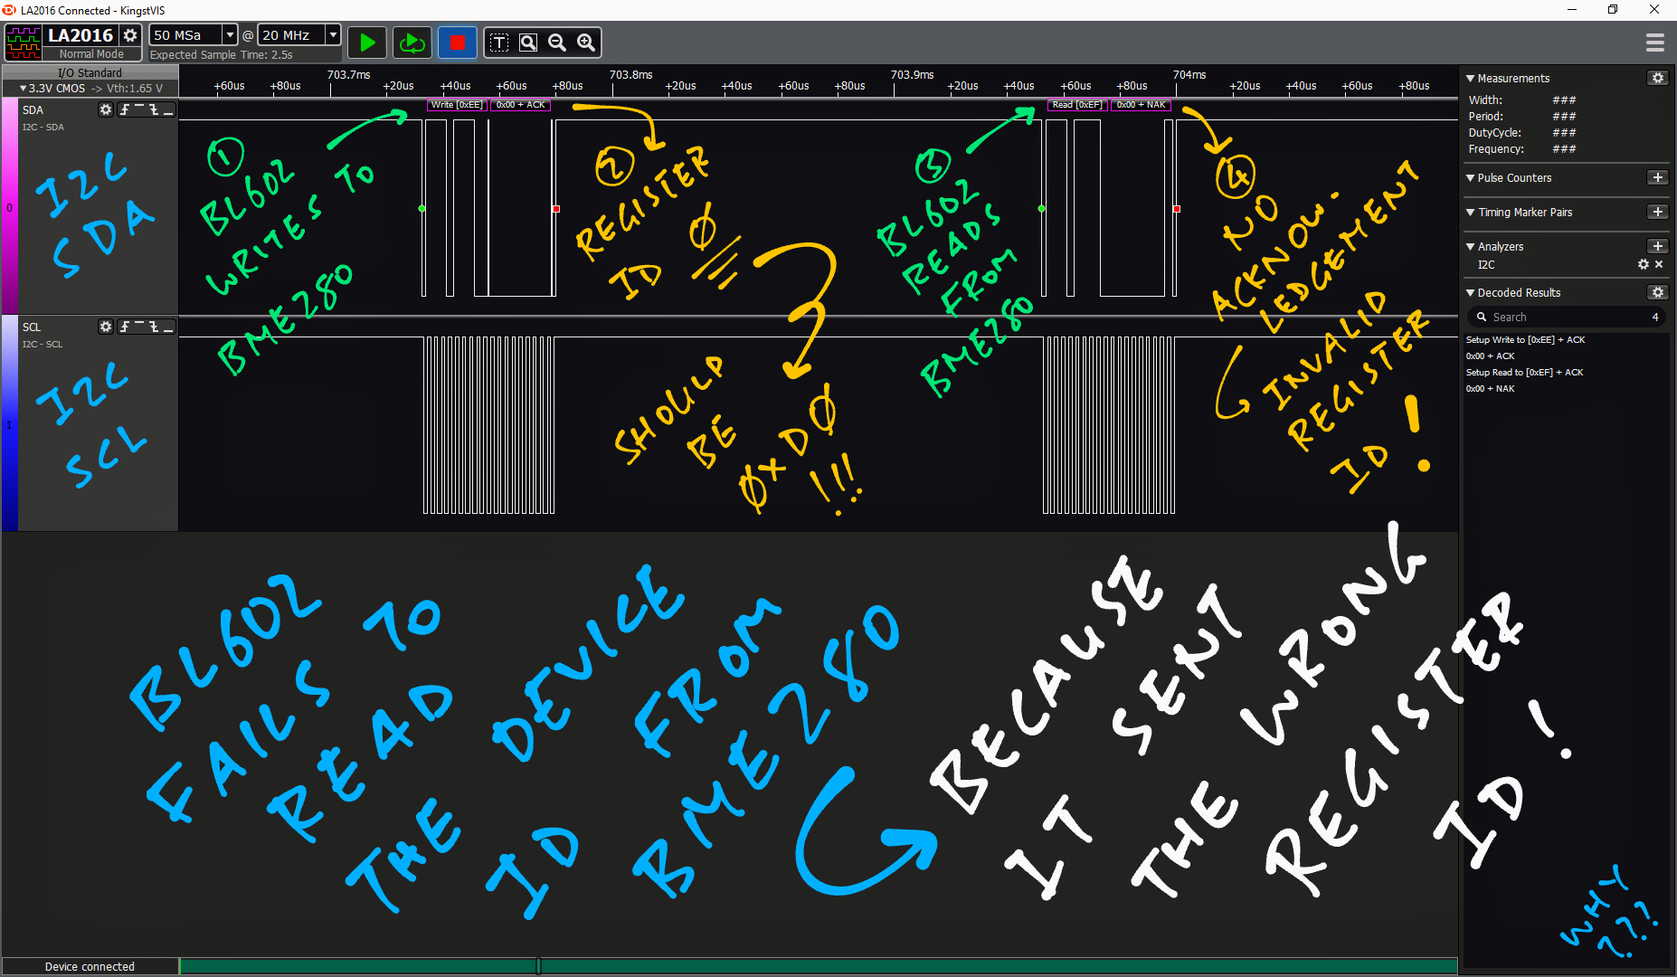 LA2016 Connected - KingstVIS
LA2016
Normal Mode
50 MSa @ 20 MHz
Expected Sample Time: 2.5s
T
I/O Standard
3.3V CMOS -> Vth:1.65 V
+60us +80us 703.7ms +20us +40us +60us +80us 703.8ms +20us +40us +60us +80us 703.9ms +20us +40us +60us +80us 704ms +20us +40us +60us +80us
Write [0xEE] 0x00 + ACK Read [0xEF] 0x00 + NAK
SDA
I2C - SDA
0
I2C
SDA
SCL
I2C - SCL
1
I2C
SCL
1
BL602
WRITES TO
BME280
2
REGISTER
ID 0
SHOULD
BE
0xD0
!!!
3
BL602
READS
FROM
BME280
4
NO
ACKNOW-
LEDGEMENT
INVALID
REGISTER
ID !
BL602
FAILS TO
READ
THE
DEVICE
ID
FROM
BME280
BECAUSE
IT SENT
THE WRONG
REGISTER
ID !
WHY
???
Measurements
Width: ###
Period: ###
DutyCycle: ###
Frequency: ###
Pulse Counters
Timing Marker Pairs
Analyzers
I2C
Decoded Results
Search 4
Setup Write to [0xEE] + ACK
0x00 + ACK
Setup Read to [0xEF] + ACK
0x00 + NAK
Device connected